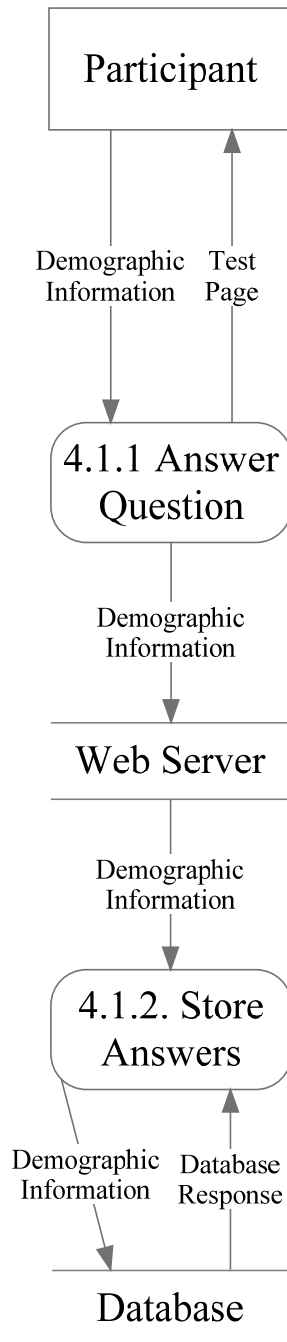 Participant
Demographic
Information
Test
Page
4.1.1 Answer
Question
Demographic
Information
Web Server
Demographic
Information
4.1.2. Store
Answers
Demographic
Information
Database
Response
Database